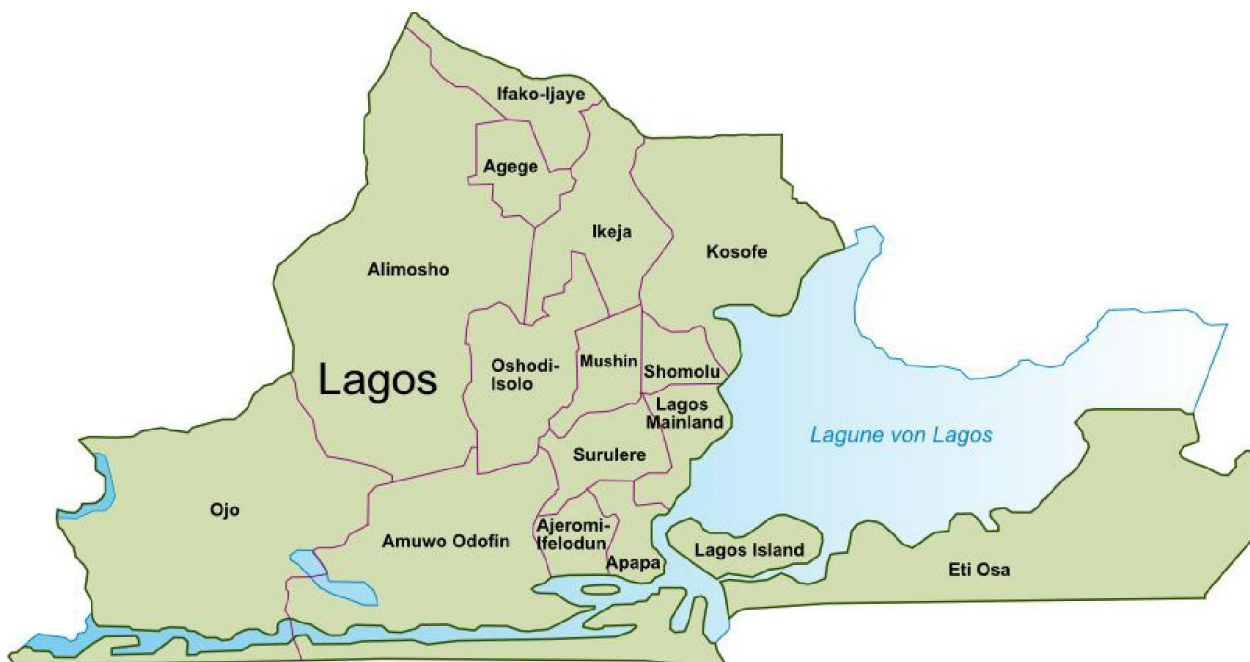 Ifako-Ijaye
Agege
Ikeja
Kosofe
Alimosho
Oshodi-
Isolo
Mushin
Shomolu
Lagos
Lagos
Mainland
Lagune von Lagos
Surulere
Ojo
Amuwo Odofin
Ajeromi-
Ifelodun
Apapa
Lagos Island
Eti Osa